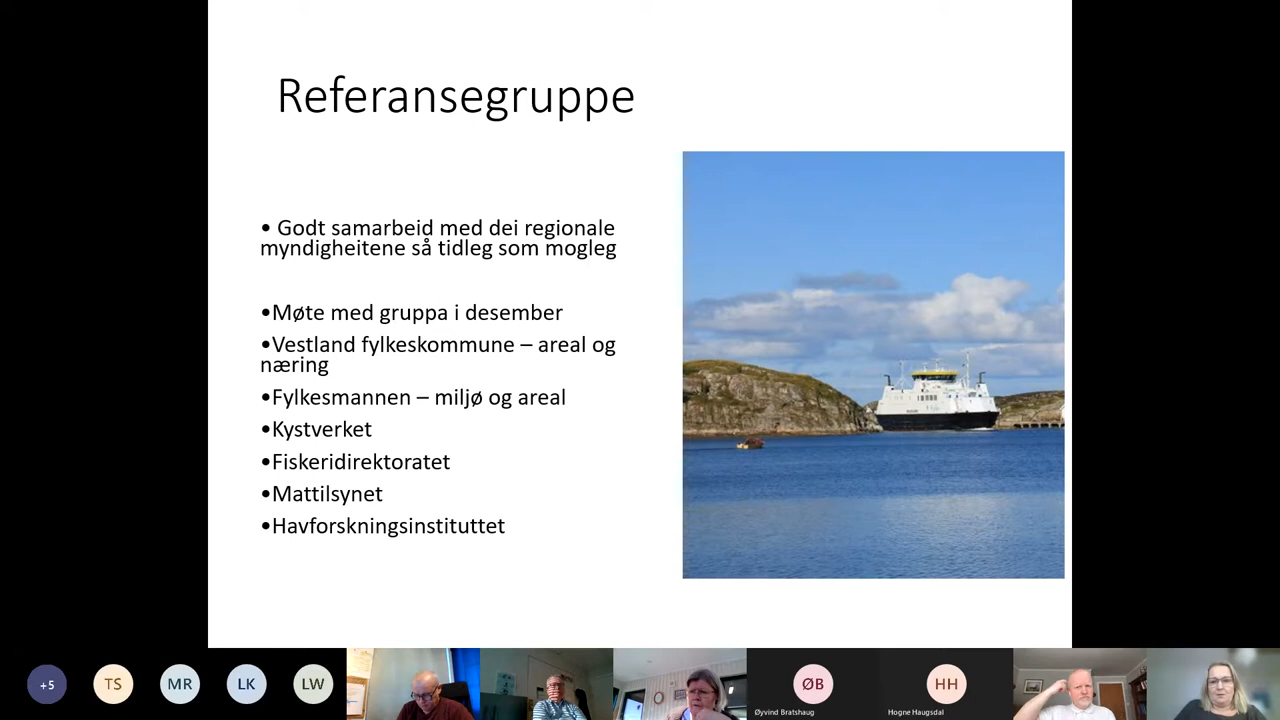 Referansegruppe
• Godt samarbeid med dei regionale
myndigheitene så tidleg som mogleg
•Møte med gruppa i desember
•Vestland fylkeskommune – areal og
næring
•Fylkesmannen – miljø og areal
•Kystverket
•Fiskeridirektoratet
•Mattilsynet
•Havforskningsinstituttet
+5
TS
MR
LK
LW
ØB
Øyvind Bratshaug
HH
Hogne Haugsdal